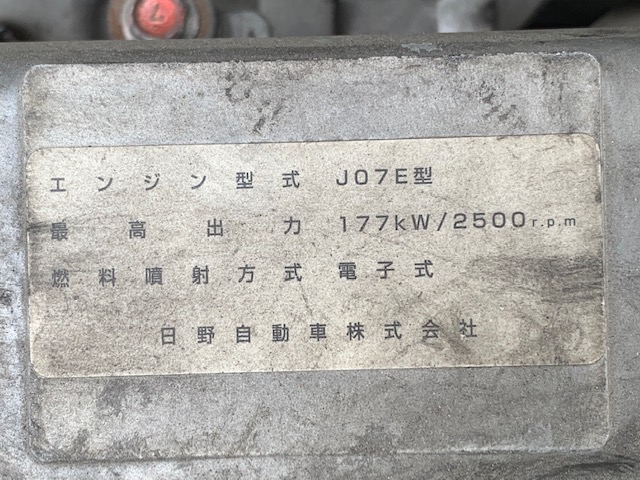 エンジン型式 J07E型
最高出力 177kW/2500r.p.m
燃料噴射方式 電子式
日野自動車株式会社